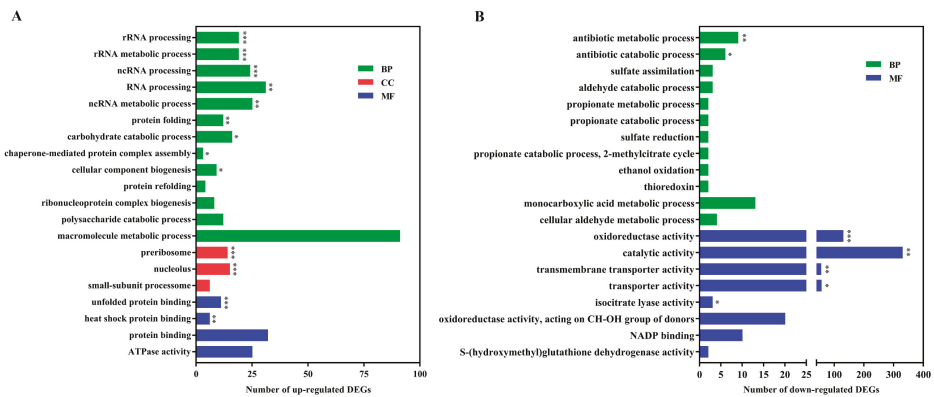 A
rRNA processing ***
rRNA metabolic process ***
ncRNA processing ***
RNA processing **
ncRNA metabolic process **
protein folding **
carbohydrate catabolic process *
chaperone-mediated protein complex assembly *
cellular component biogenesis *
protein refolding
ribonucleoprotein complex biogenesis
polysaccharide catabolic process
macromolecule metabolic process
preribosome ***
nucleolus ***
small-subunit processome
unfolded protein binding ***
heat shock protein binding **
protein binding
ATPase activity
BP
CC
MF
0 25 50 75 100
Number of up-regulated DEGs
B
antibiotic metabolic process **
antibiotic catabolic process *
sulfate assimilation
aldehyde catabolic process
propionate metabolic process
propionate catabolic process
sulfate reduction
propionate catabolic process, 2-methylcitrate cycle
ethanol oxidation
thioredoxin
monocarboxylic acid metabolic process
cellular aldehyde metabolic process
oxidoreductase activity ***
catalytic activity **
transmembrane transporter activity **
transporter activity *
isocitrate lyase activity *
oxidoreductase activity, acting on CH-OH group of donors
NADP binding
S-(hydroxymethyl)glutathione dehydrogenase activity
BP
MF
0 5 10 15 20 25 100 200 300 400
Number of down-regulated DEGs